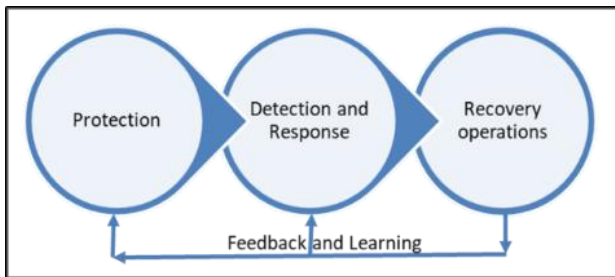 Protection
Detection and
Response
Recovery
operations
Feedback and Learning